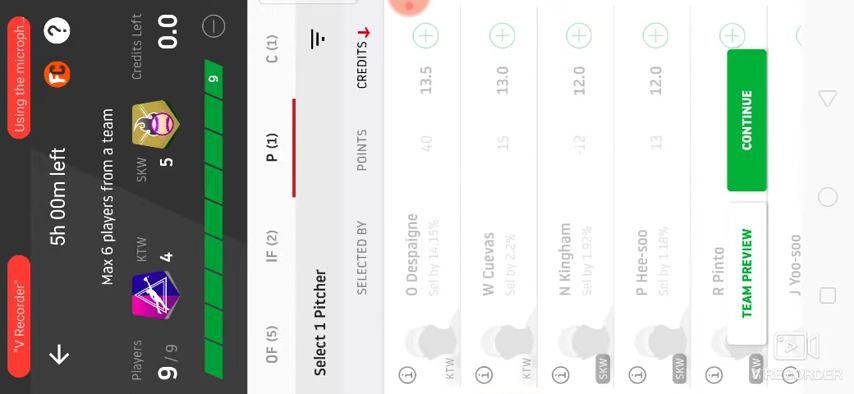 "V Recorder"
Using the microph...
5h 00m left
?
FC
Max 6 players from a team
Players
KTW
SKW
Credits Left
9 / 9
4
5
0.0
9
OF (5)
IF (2)
P (1)
C (1)
Select 1 Pitcher
SELECTED BY
POINTS
CREDITS
O Despaigne
Sel by 14.15%
40
13.5
KTW
W Cuevas
Sel by 2.2%
15
13.0
KTW
N Kingham
Sel by 1.92%
-12
12.0
SKW
P Hee-soo
Sel by 1.18%
13
12.0
SKW
R Pinto
TEAM PREVIEW
CONTINUE
J Yoo-soo
RECORDER